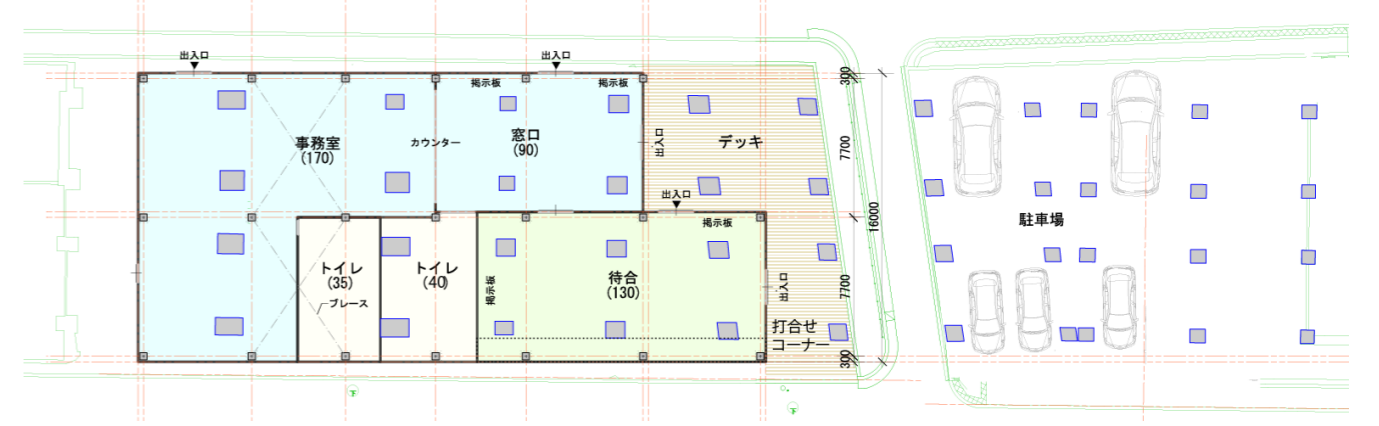 出入口
出入口
掲示板
掲示板
事務室
(170)
カウンター
窓口
(90)
出入口
デッキ
出入口
掲示板
トイレ
(35)
ブレース
トイレ
(40)
掲示板
待合
(130)
出入口
打合せ
コーナー
300
7700
16000
7700
300
駐車場
下
下